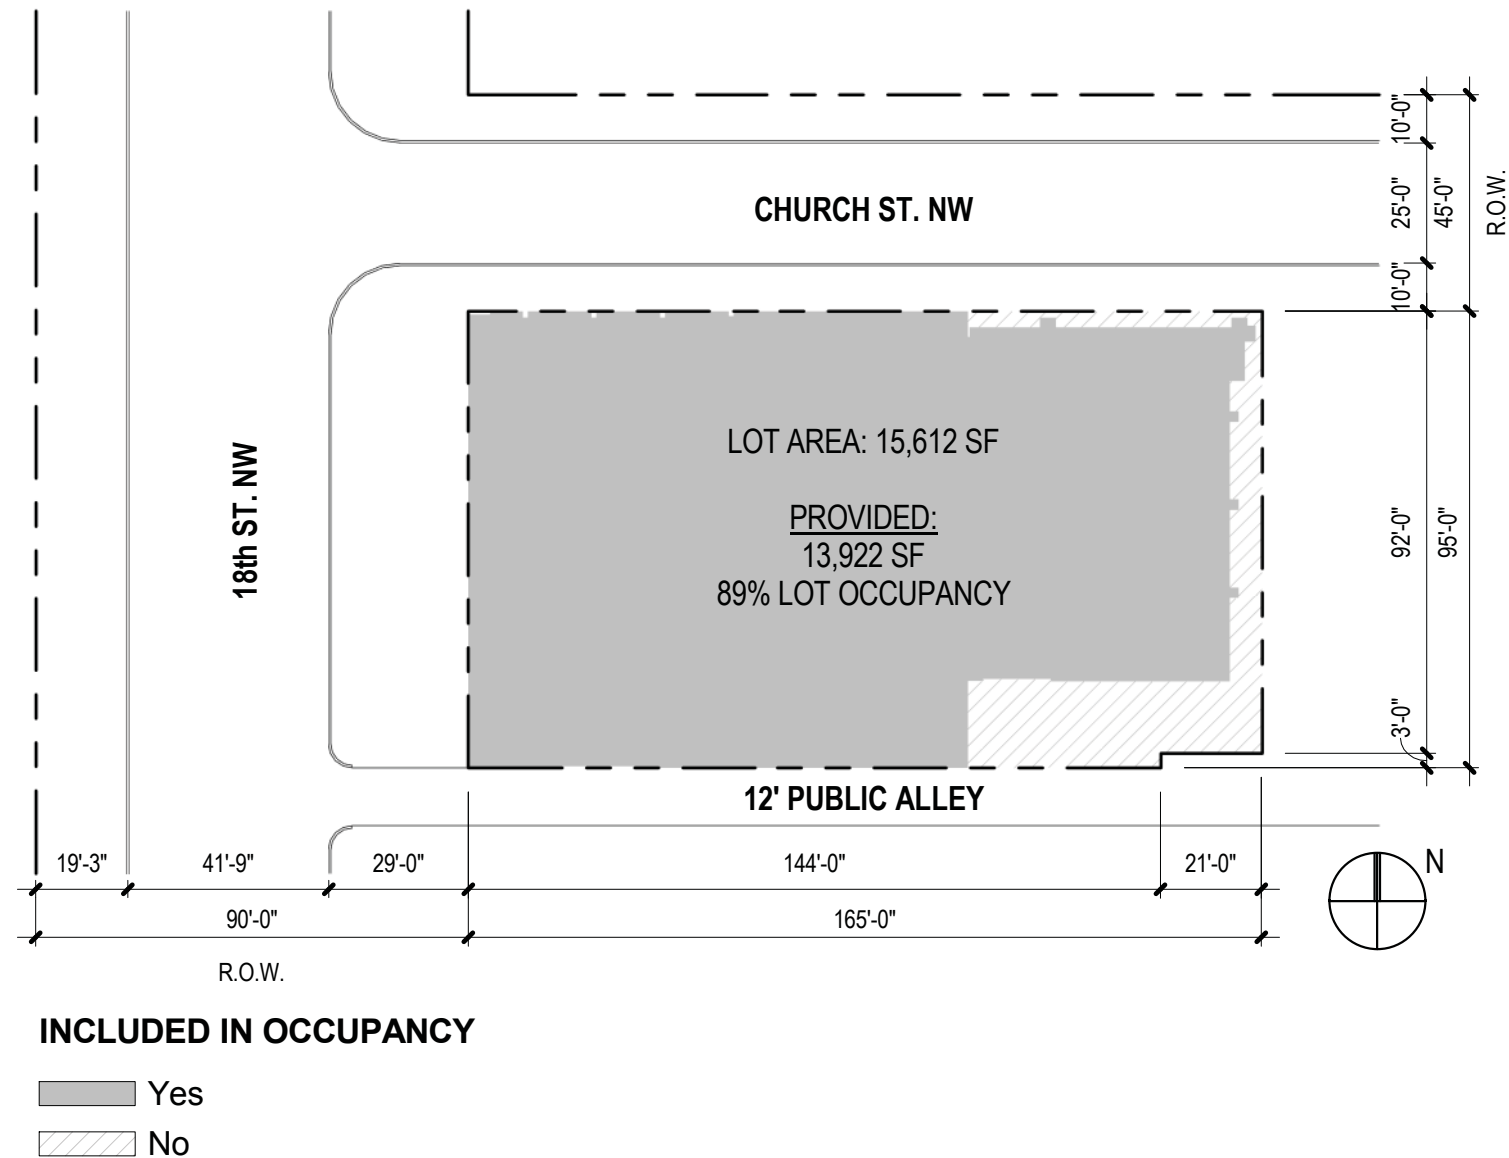 10'-0"
25'-0"
45'-0"
R.O.W.
CHURCH ST. NW
10'-0"
18th ST. NW
LOT AREA: 15,612 SF
PROVIDED:
13,922 SF
89% LOT OCCUPANCY
92'-0"
95'-0"
3'-0"
12' PUBLIC ALLEY
19'-3"
41'-9"
29'-0"
144'-0"
21'-0"
N
90'-0"
165'-0"
R.O.W.
INCLUDED IN OCCUPANCY
Yes
No